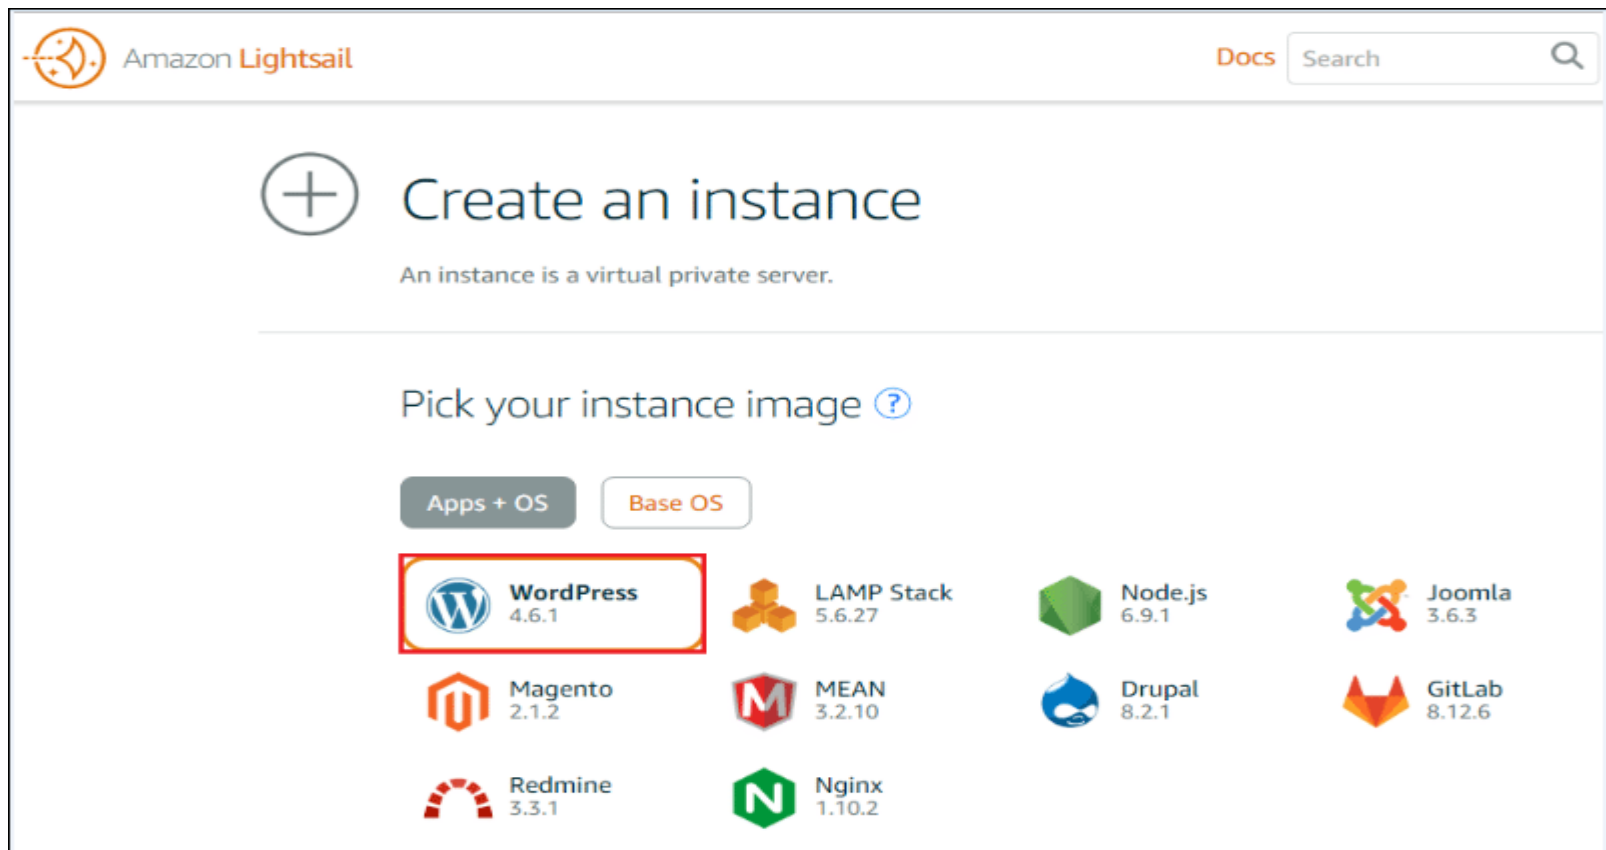 Amazon Lightsail
Docs
Search
Create an instance
An instance is a virtual private server.
Pick your instance image ?
Apps + OS
Base OS
WordPress
4.6.1
LAMP Stack
5.6.27
Node.js
6.9.1
Joomla
3.6.3
Magento
2.1.2
MEAN
3.2.10
Drupal
8.2.1
GitLab
8.12.6
Redmine
3.3.1
Nginx
1.10.2